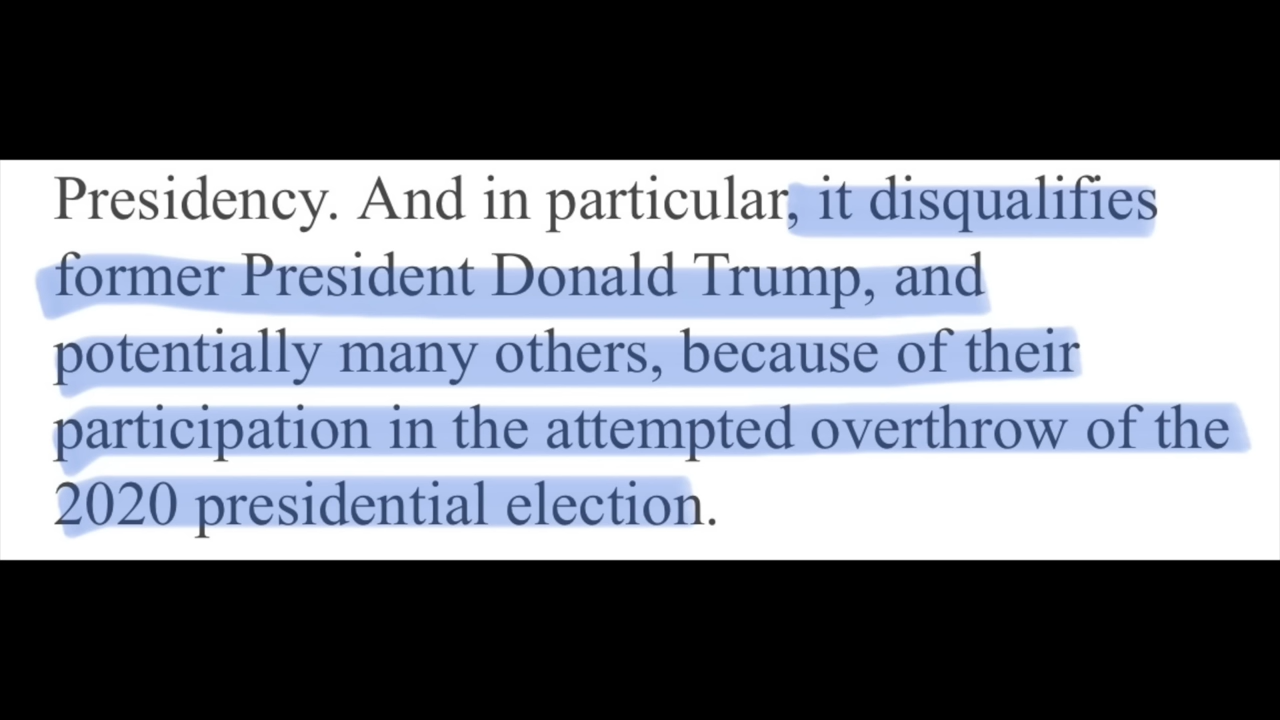 Presidency. And in particular, it disqualifies
former President Donald Trump, and
potentially many others, because of their
participation in the attempted overthrow of the
2020 presidential election.